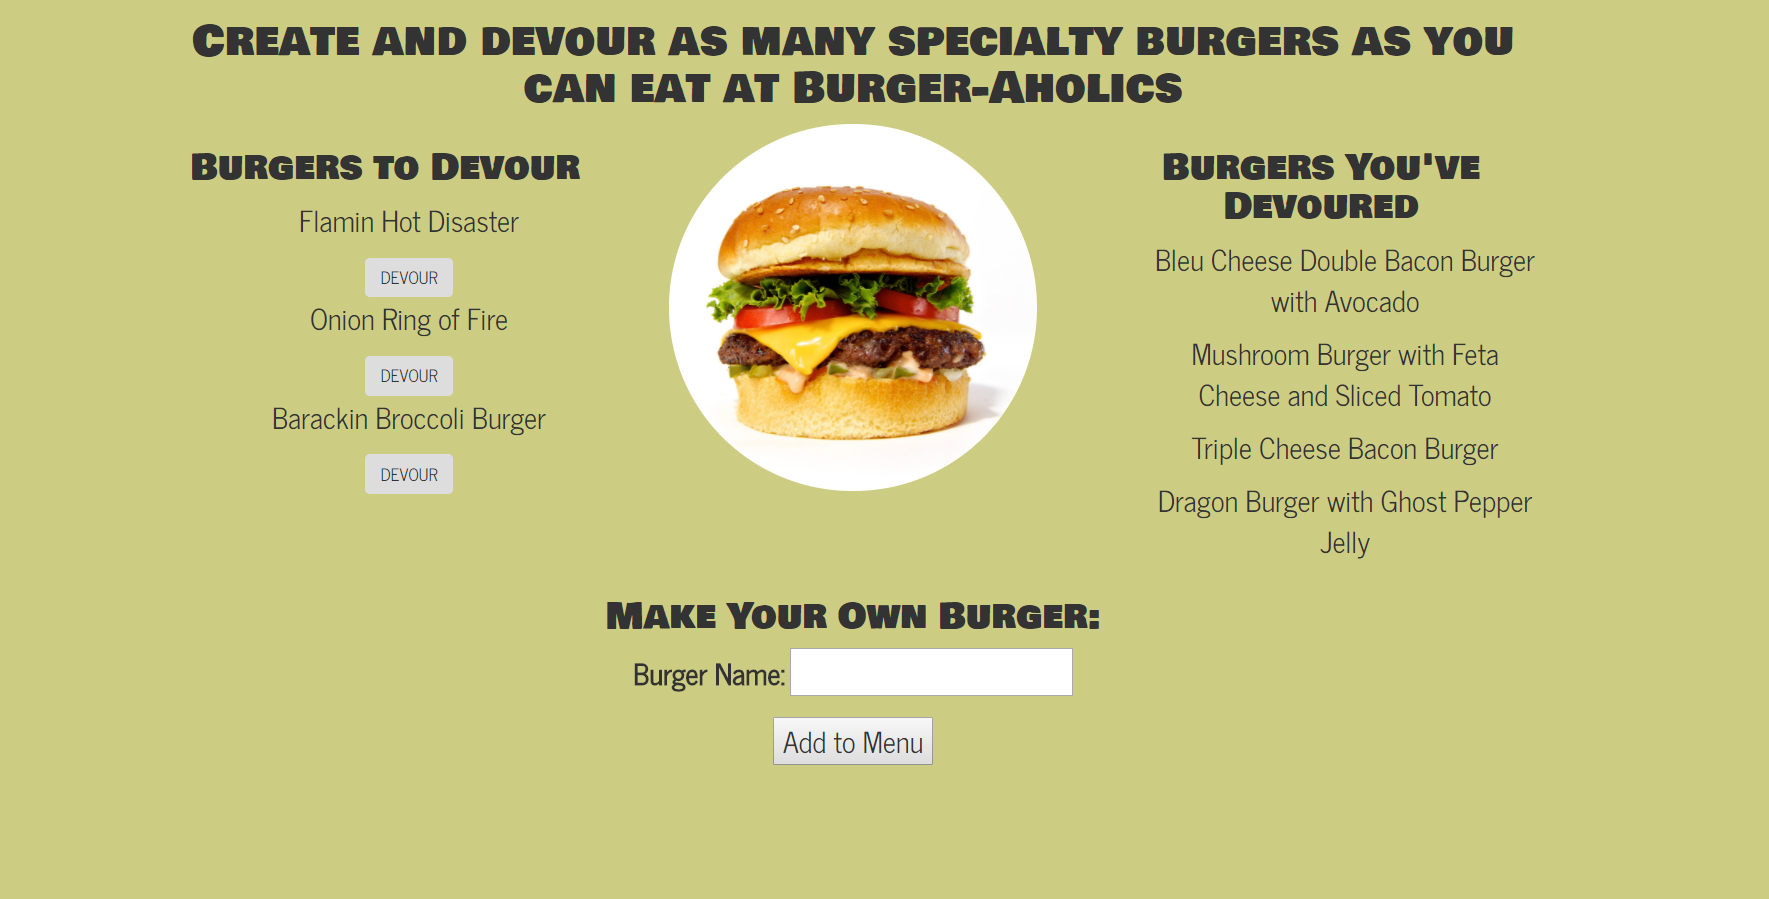 Create and devour as many specialty burgers as you
can eat at Burger-Aholics
Burgers to Devour
Flamin Hot Disaster
DEVOUR
Onion Ring of Fire
DEVOUR
Barackin Broccoli Burger
DEVOUR
Burgers You've
Devoured
Bleu Cheese Double Bacon Burger
with Avocado
Mushroom Burger with Feta
Cheese and Sliced Tomato
Triple Cheese Bacon Burger
Dragon Burger with Ghost Pepper
Jelly
Make Your Own Burger:
Burger Name:
Add to Menu